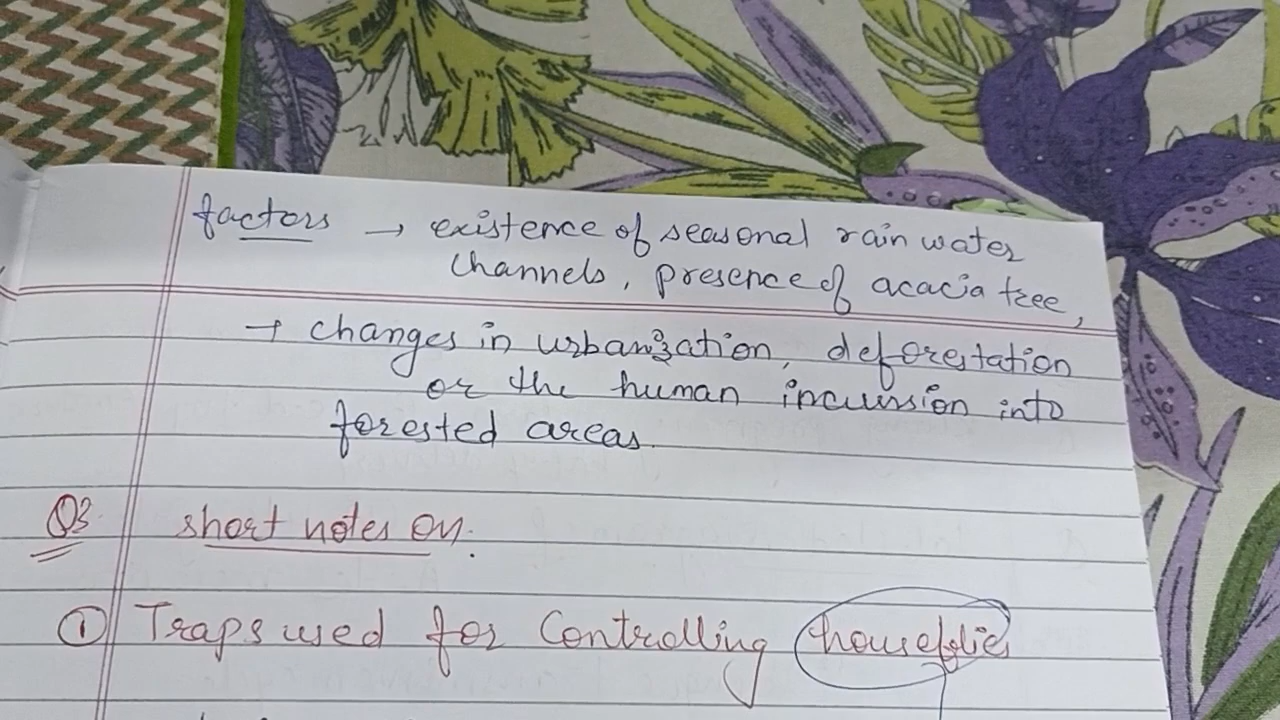 factors → existence of seasonal rain water
channels, presence of acacia tree,
→ changes in urbanization, deforestation
or the human incursion into
forested areas.
Q3. short notes on.
① Traps used for Controlling houseflies